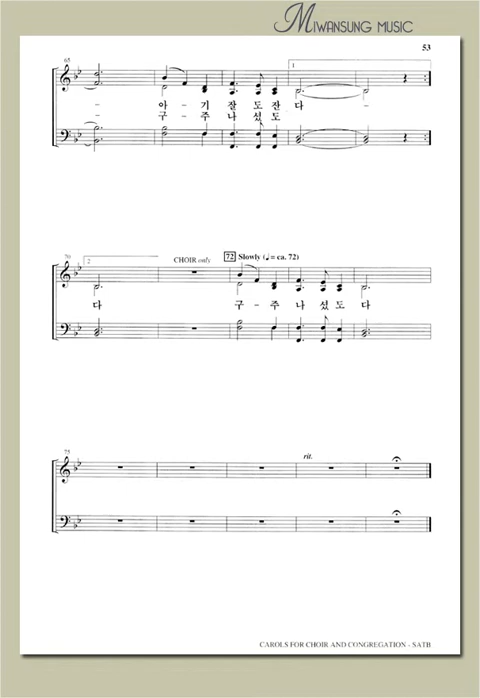 MIWANSUNG MUSIC
53
65
1
- 아 - 기 잘 도 잔 다 -
- 구 - 주 나 셨 도
70
2
CHOIR only
72 Slowly (♩= ca. 72)
다 구 - 주 나 셨 도 다
75
rit.
CAROLS FOR CHOIR AND CONGREGATION - SATB